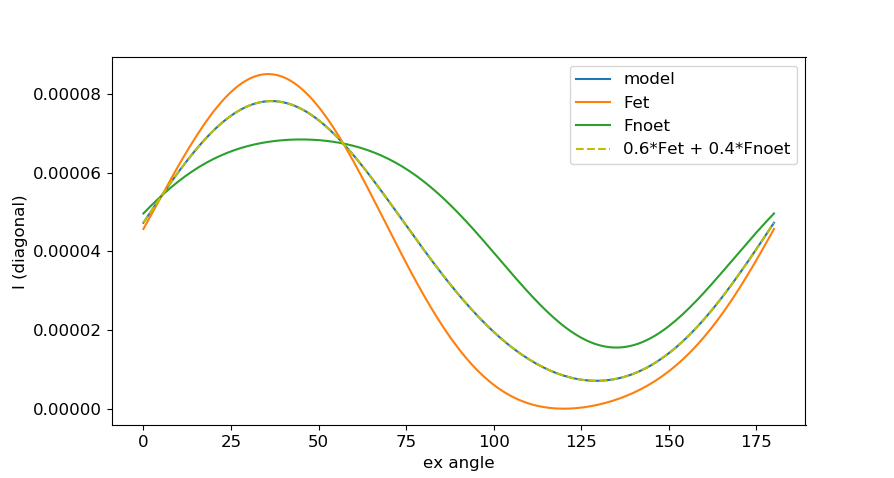 model
Fet
Fnoet
0.6*Fet + 0.4*Fnoet
I (diagonal)
0.00008
0.00006
0.00004
0.00002
0.00000
0 25 50 75 100 125 150 175
ex angle